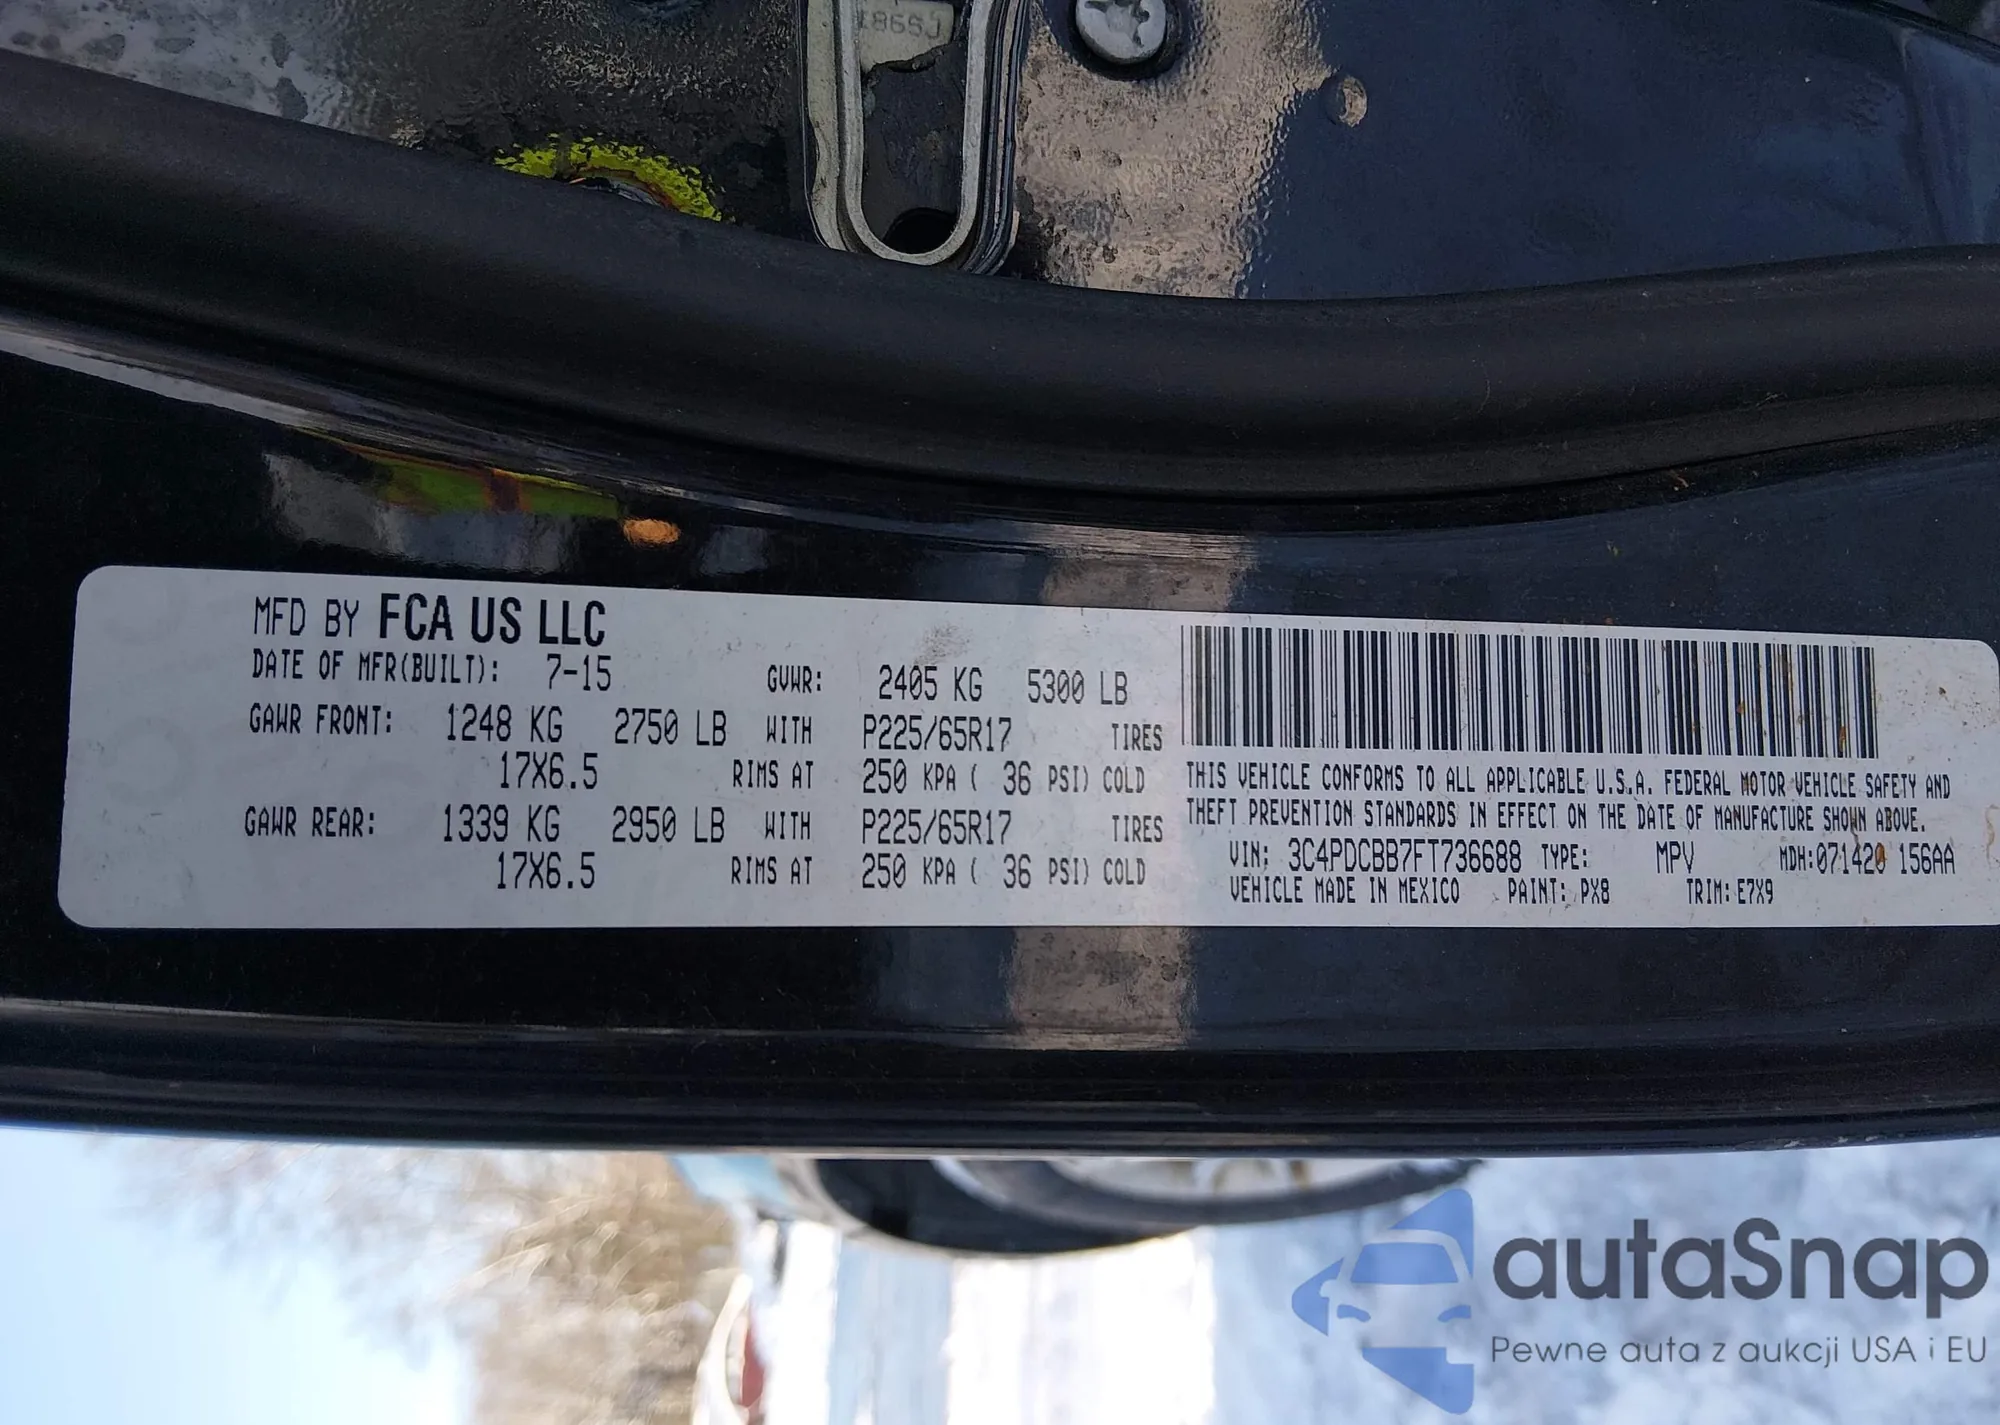 MFD BY FCA US LLC
DATE OF MFR(BUILT): 7-15 GVWR: 2405 KG 5300 LB
GAWR FRONT: 1248 KG 2750 LB WITH P225/65R17 TIRES
17X6.5 RIMS AT 250 KPA ( 36 PSI) COLD
GAWR REAR: 1339 KG 2950 LB WITH P225/65R17 TIRES
17X6.5 RIMS AT 250 KPA ( 36 PSI) COLD
THIS VEHICLE CONFORMS TO ALL APPLICABLE U.S.A. FEDERAL MOTOR VEHICLE SAFETY AND
THEFT PREVENTION STANDARDS IN EFFECT ON THE DATE OF MANUFACTURE SHOWN ABOVE.
VIN: 3C4PDCBB7FT736688 TYPE: MPV MDH:071420 156AA
VEHICLE MADE IN MEXICO PAINT: PX8 TRIM: E7X9
autaSnap
Pewne auta z aukcji USA i EU